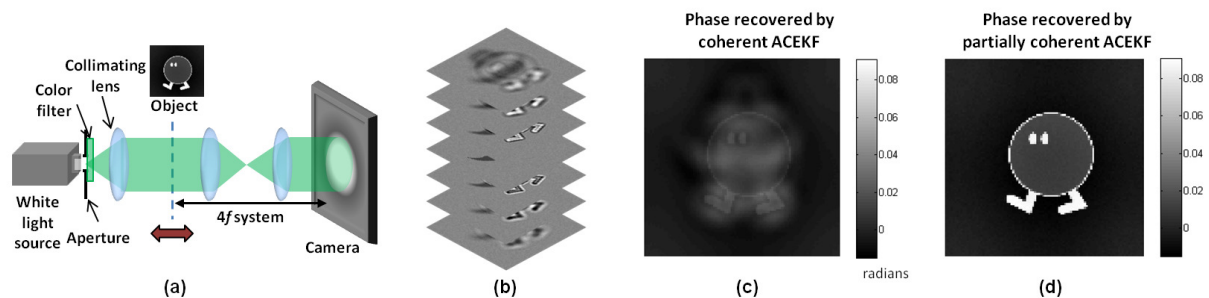 Collimating
lens
Color
filter
Object
White
light
source
Aperture
4f system
Camera
(a)
(b)
Phase recovered by
coherent ACEKF
0.08
0.06
0.04
0.02
0
radians
(c)
Phase recovered by
partially coherent ACEKF
0.08
0.06
0.04
0.02
0
(d)